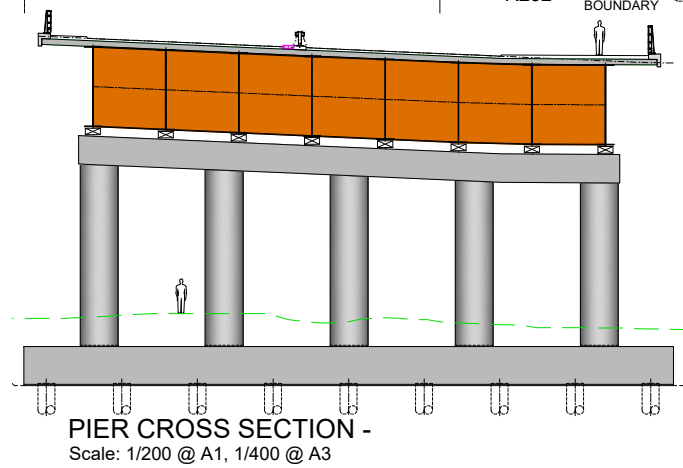 BOUNDARY
PIER CROSS SECTION -
Scale: 1/200 @ A1, 1/400 @ A3